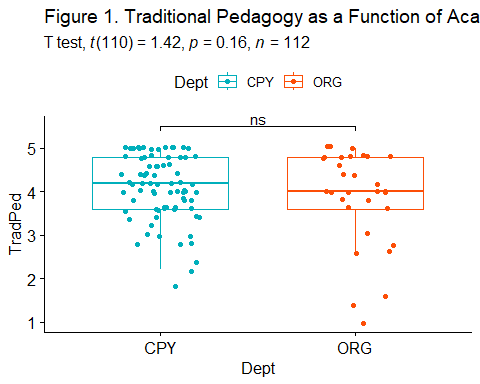 Figure 1. Traditional Pedagogy as a Function of Aca
T test, t(110) = 1.42, p = 0.16, n = 112
Dept CPY ORG
ns
5
4
3
2
1
TradPed
CPY ORG
Dept